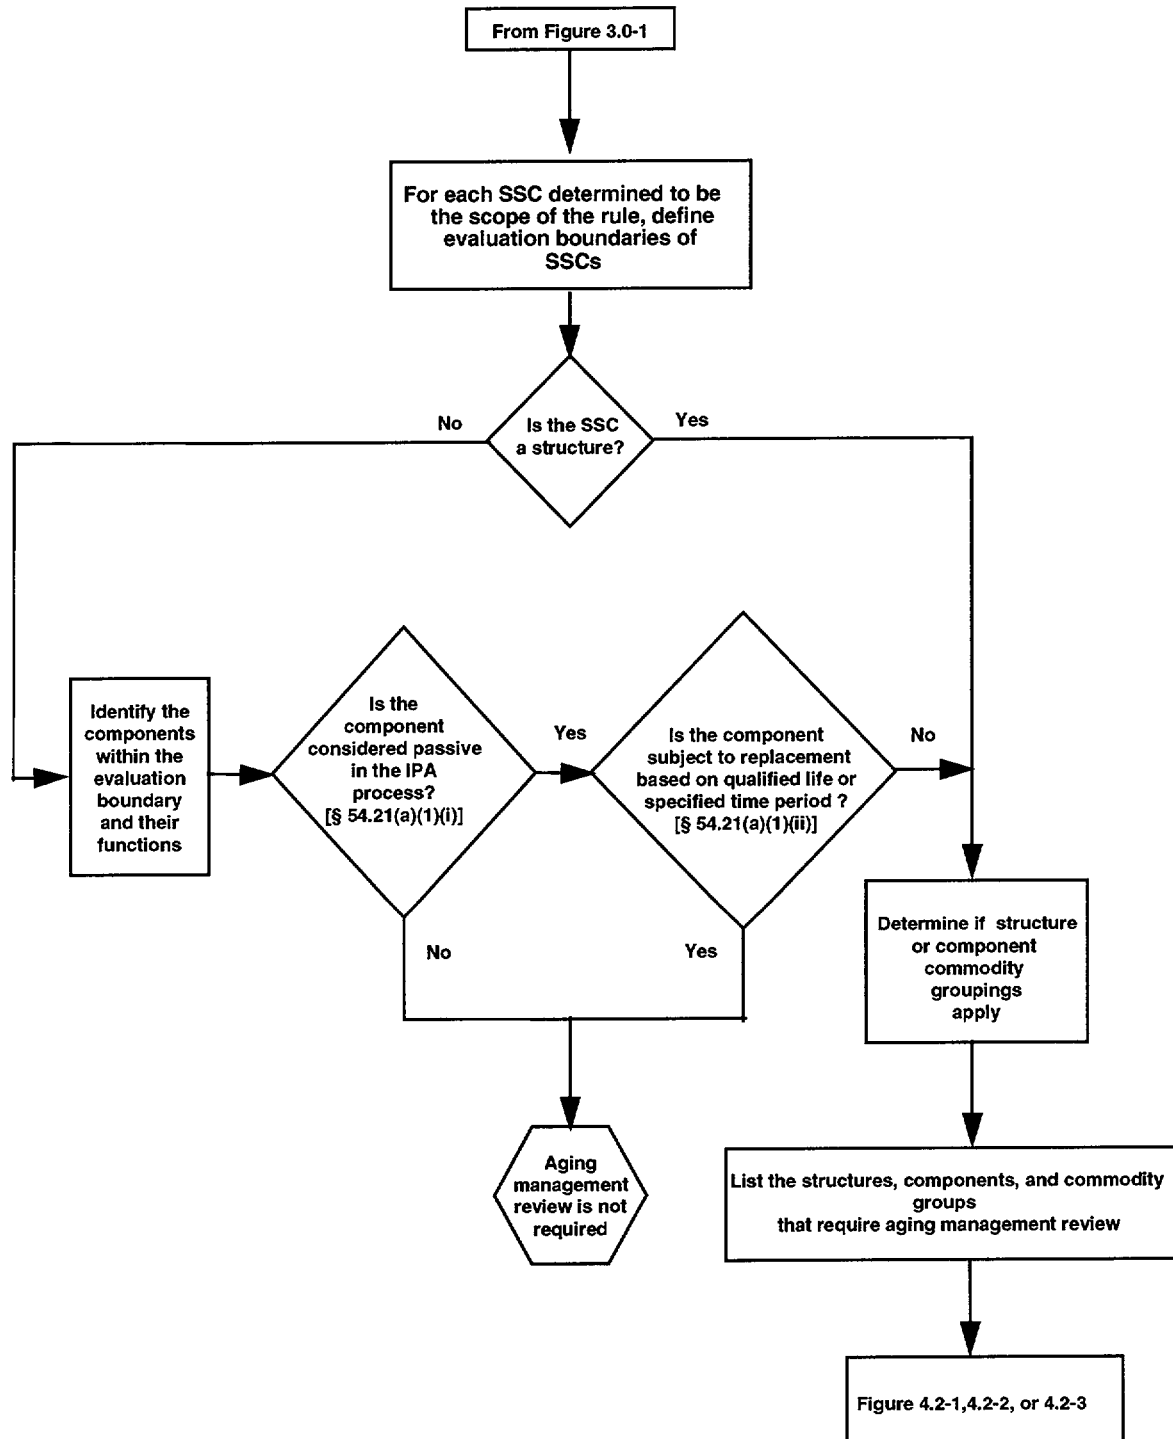 From Figure 3.0-1
For each SSC determined to be
the scope of the rule, define
evaluation boundaries of
SSCs
No
Is the SSC
a structure?
Yes
Identify the
components
within the
evaluation
boundary
and their
functions
Is the
component
considered passive
in the IPA
process?
[§ 54.21(a)(1)(i)]
Yes
Is the component
subject to replacement
based on qualified life or
specified time period ?
[§ 54.21(a)(1)(ii)]
No
No
Yes
Determine if structure
or component
commodity
groupings
apply
Aging
management
review is not
required
List the structures, components, and commodity
groups
that require aging management review
Figure 4.2-1,4.2-2, or 4.2-3